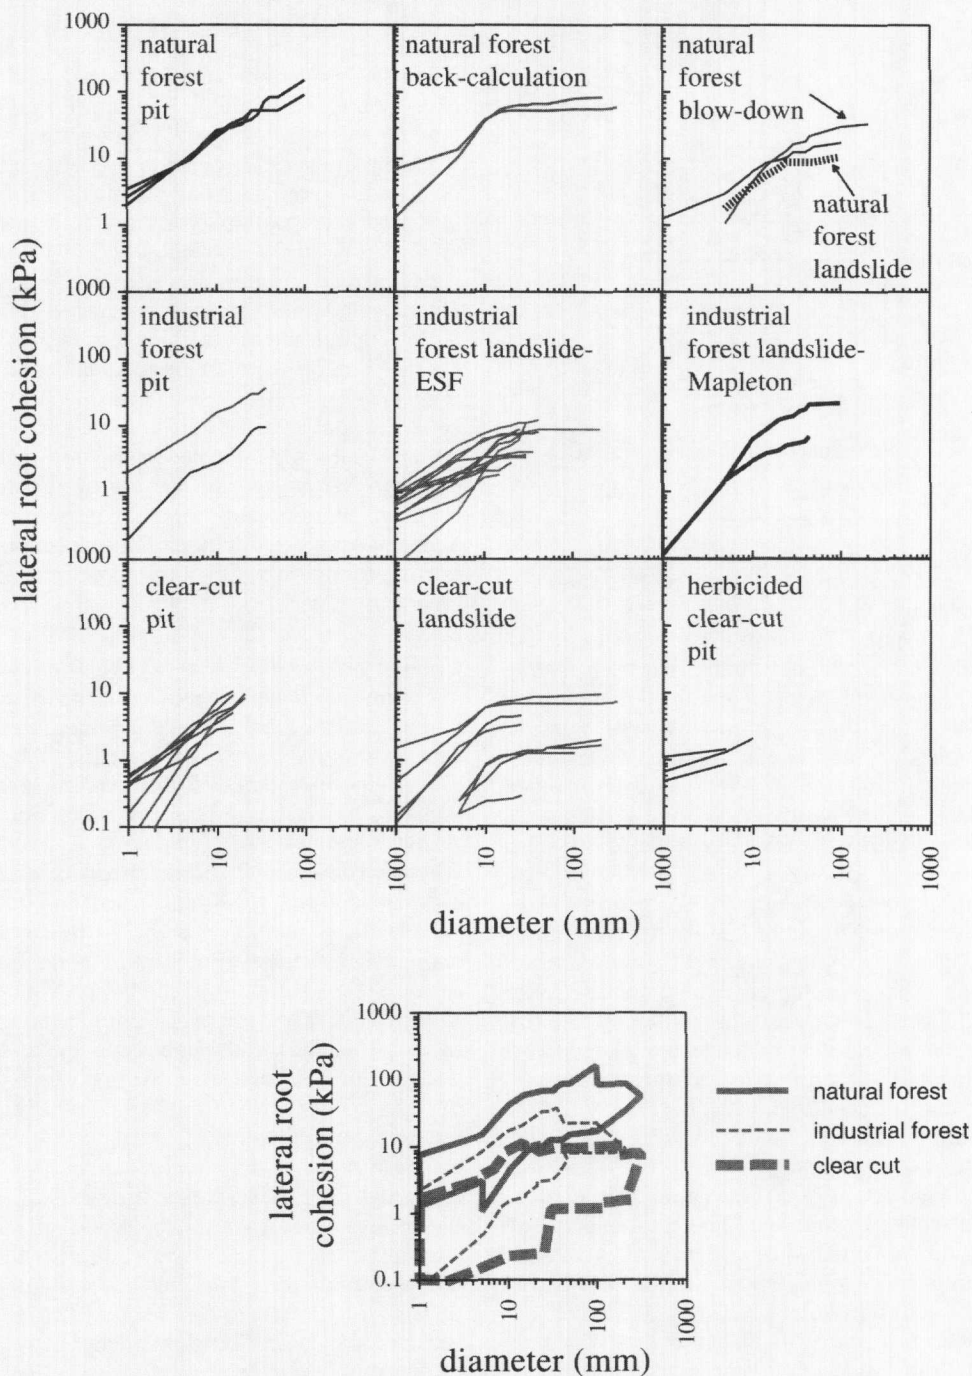 1000
100
10
1
1000
100
10
1
1000
100
10
1
0.1
lateral root cohesion (kPa)
natural
forest
pit
natural forest
back-calculation
natural
forest
blow-down
natural
forest
landslide
industrial
forest
pit
industrial
forest landslide-
ESF
industrial
forest landslide-
Mapleton
clear-cut
pit
clear-cut
landslide
herbicided
clear-cut
pit
1
10
100
1000
10
100
1000
10
100
1000
diameter (mm)
1000
100
10
1
0.1
lateral root
cohesion (kPa)
1
10
100
1000
diameter (mm)
natural forest
industrial forest
clear cut